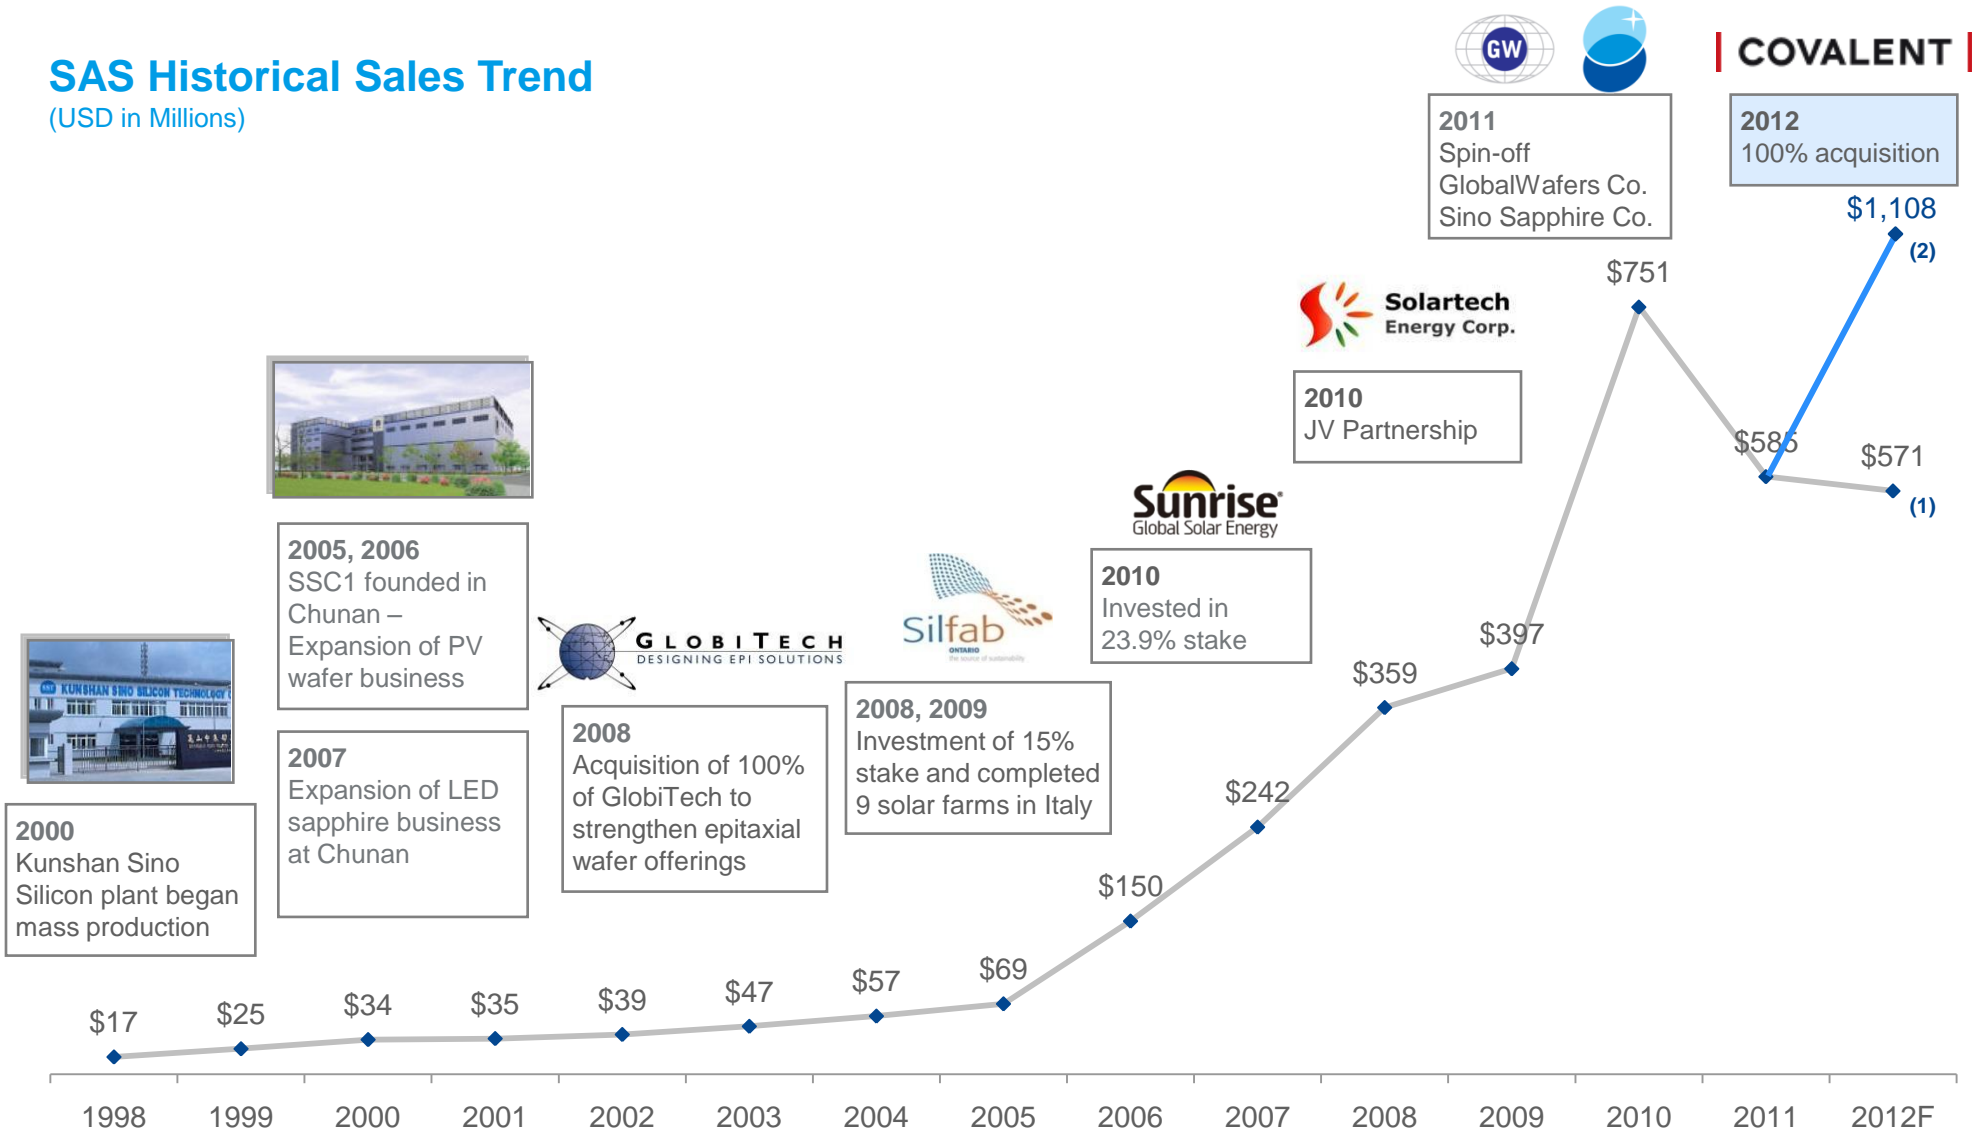 SAS Historical Sales Trend
(USD in Millions)
GW
COVALENT
2011
Spin-off
GlobalWafers Co.
Sino Sapphire Co.
2012
100% acquisition
$1,108
(2)
$751
Solartech
Energy Corp.
2010
JV Partnership
$585
$571
(1)
Sunrise
Global Solar Energy
2010
Invested in
23.9% stake
2005, 2006
SSC1 founded in
Chunan –
Expansion of PV
wafer business
GLOBITECH
DESIGNING EPI SOLUTIONS
Silfab
ONTARIO
the source of sustainability
$397
$359
KUNSHAN SINO SILICON TECHNOLOGY
2008, 2009
Investment of 15%
stake and completed
9 solar farms in Italy
2008
Acquisition of 100%
of GlobiTech to
strengthen epitaxial
wafer offerings
2007
Expansion of LED
sapphire business
at Chunan
2000
Kunshan Sino
Silicon plant began
mass production
$242
$150
$17
$25
$34
$35
$39
$47
$57
$69
1998 1999 2000 2001 2002 2003 2004 2005 2006 2007 2008 2009 2010 2011 2012F